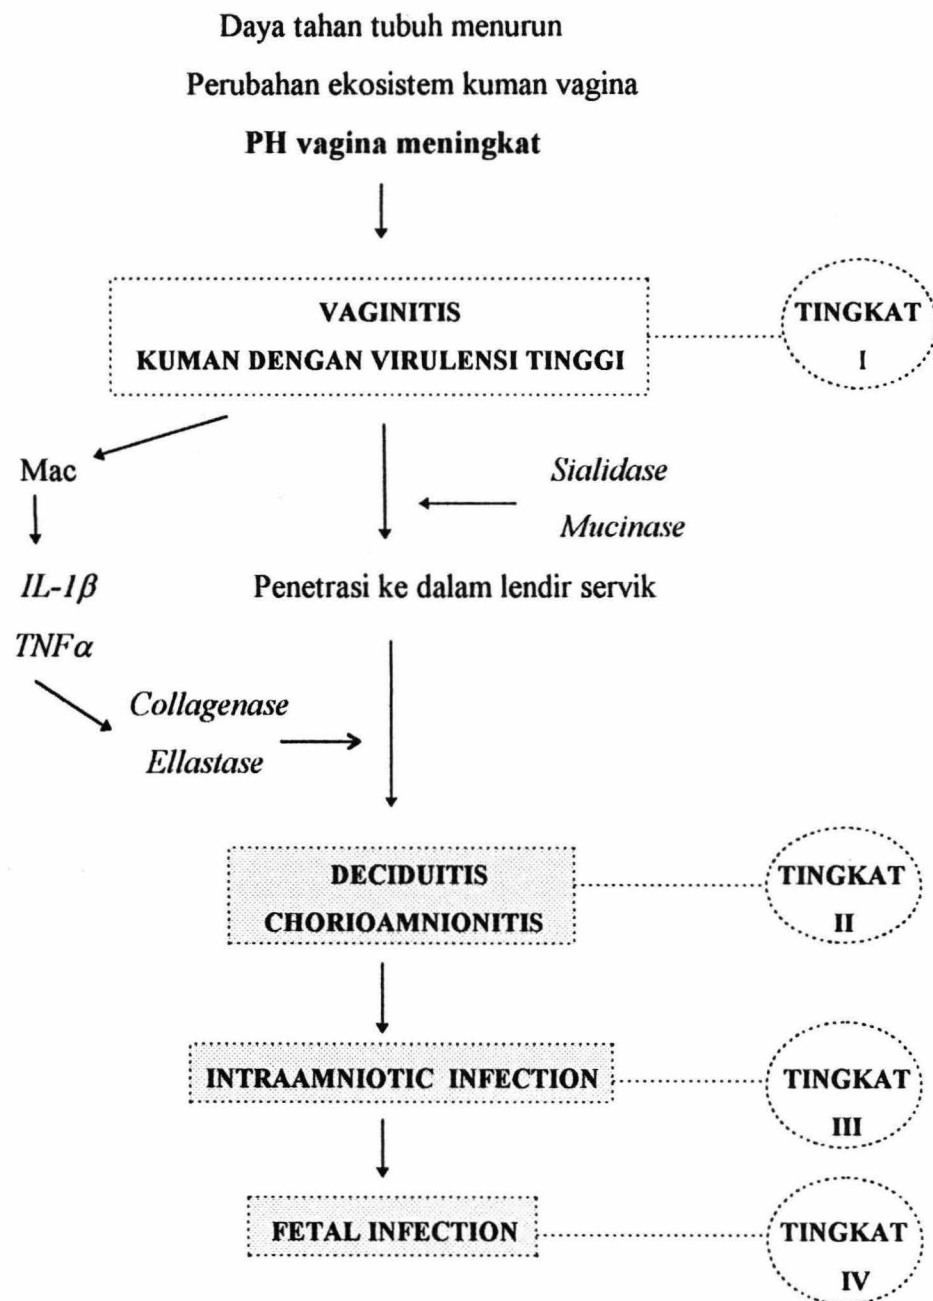 Daya tahan tubuh menurun
Perubahan ekosistem kuman vagina
PH vagina meningkat
VAGINITIS
KUMAN DENGAN VIRULENSI TINGGI
TINGKAT
I
Mac
Sialidase
Mucinase
IL-1β
TNFα
Penetrasi ke dalam lendir servik
Collagenase
Ellastase
DECIDUITIS
CHORIOAMNIONITIS
TINGKAT
II
INTRAAMNIOTIC INFECTION
TINGKAT
III
FETAL INFECTION
TINGKAT
IV